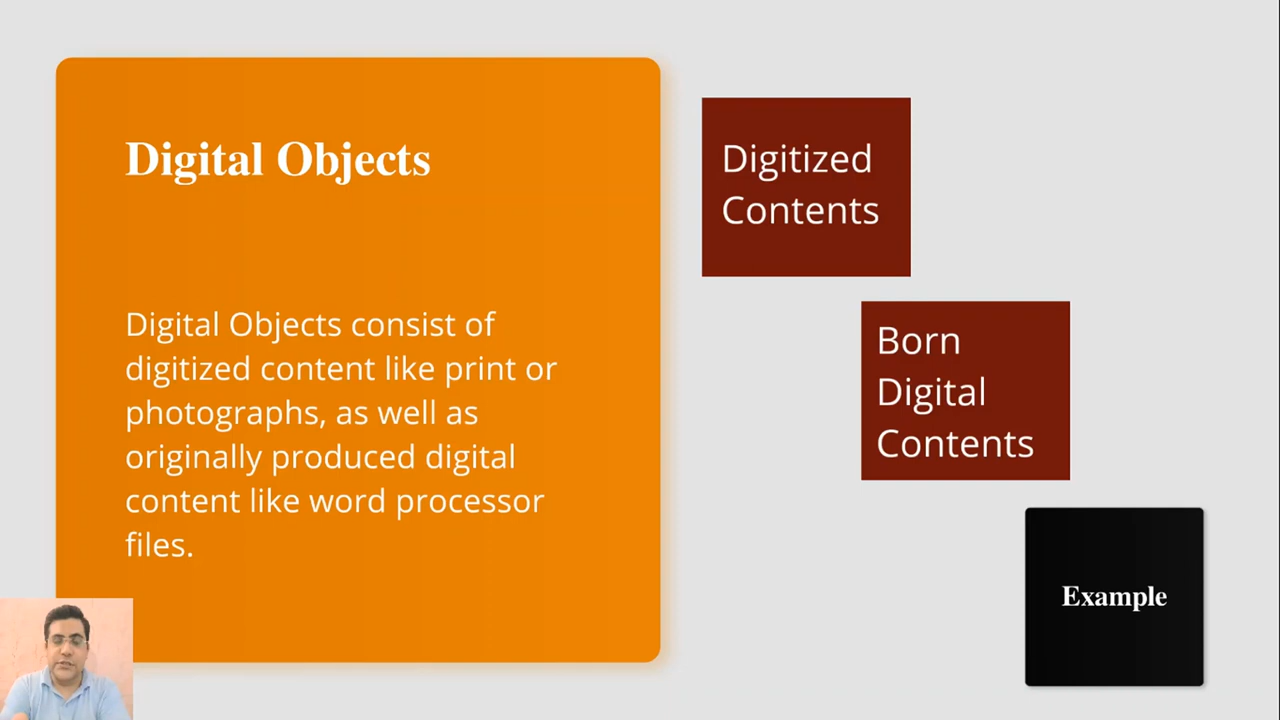 Digital Objects
Digital Objects consist of
digitized content like print or
photographs, as well as
originally produced digital
content like word processor
files.
Digitized
Contents
Born
Digital
Contents
Example